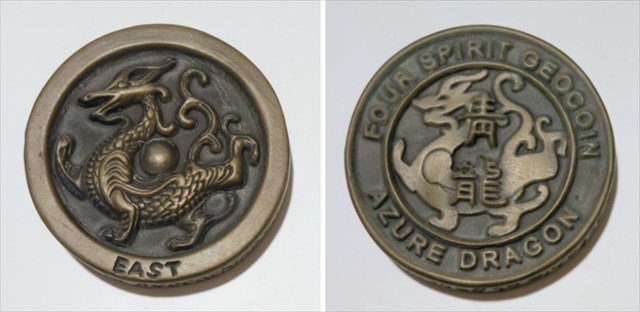 EAST
FOUR SPIRIT GEOCOIN
青
龍
AZURE DRAGON